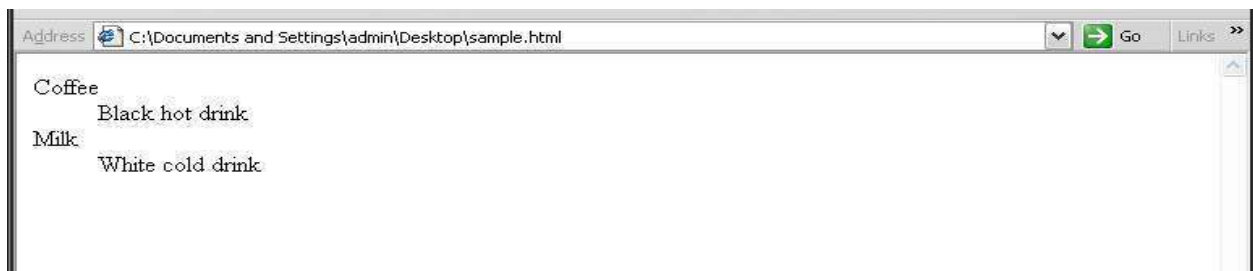 Address C:\Documents and Settings\admin\Desktop\sample.html Go Links »
Coffee
Black hot drink
Milk
White cold drink